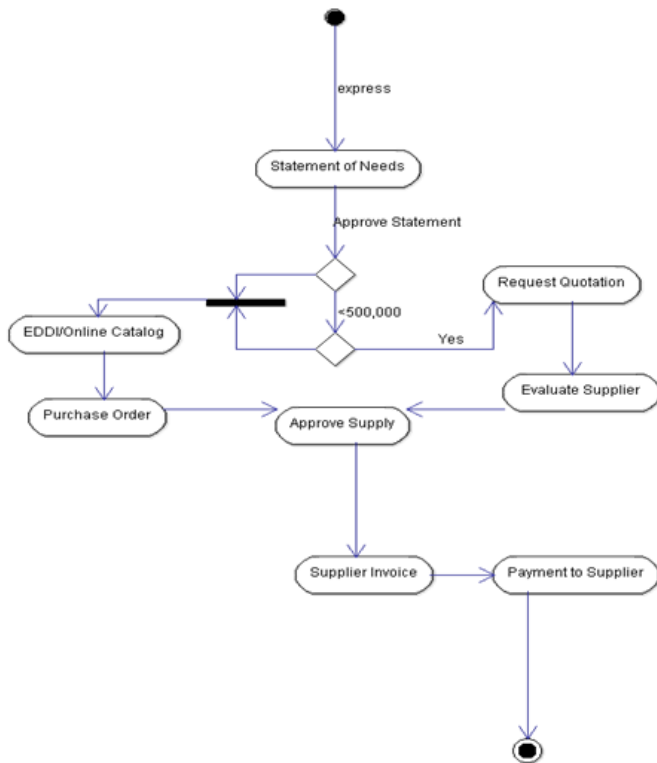 express
Statement of Needs
Approve Statement
Request Quotation
<500,000
EDDI/Online Catalog
Yes
Evaluate Supplier
Purchase Order
Approve Supply
Supplier Invoice
Payment to Supplier